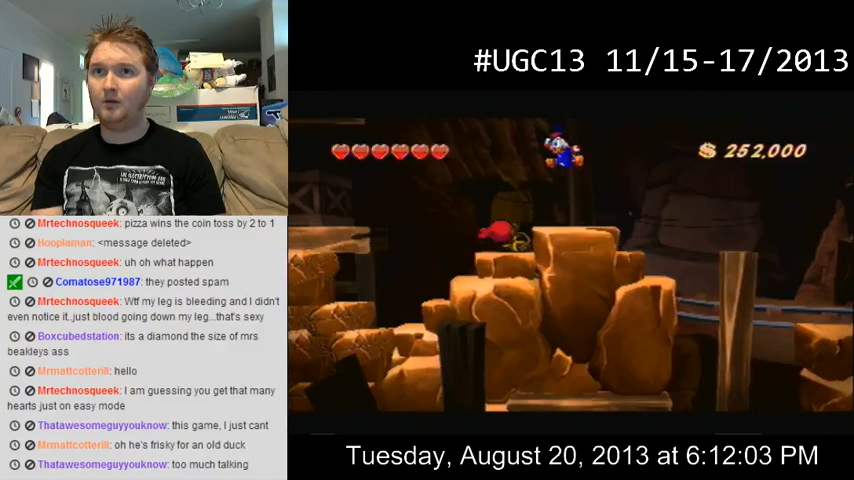 #UGC13 11/15-17/2013
$ 252,000
Mrtechnosqueek: pizza wins the coin toss by 2 to 1
Hooplaman: <message deleted>
Mrtechnosqueek: uh oh what happen
Comatose971987: they posted spam
Mrtechnosqueek: Wtf my leg is bleeding and I didn't
even notice it..just blood going down my leg...that's sexy
Boxcubedstation: its a diamond the size of mrs
beakleys ass
Mrmattcotterill: hello
Mrtechnosqueek: I am guessing you get that many
hearts just on easy mode
Thatawesomeguyyouknow: this game, I just cant
Mrmattcotterill: oh he's frisky for an old duck
Thatawesomeguyyouknow: too much talking
Tuesday, August 20, 2013 at 6:12:03 PM